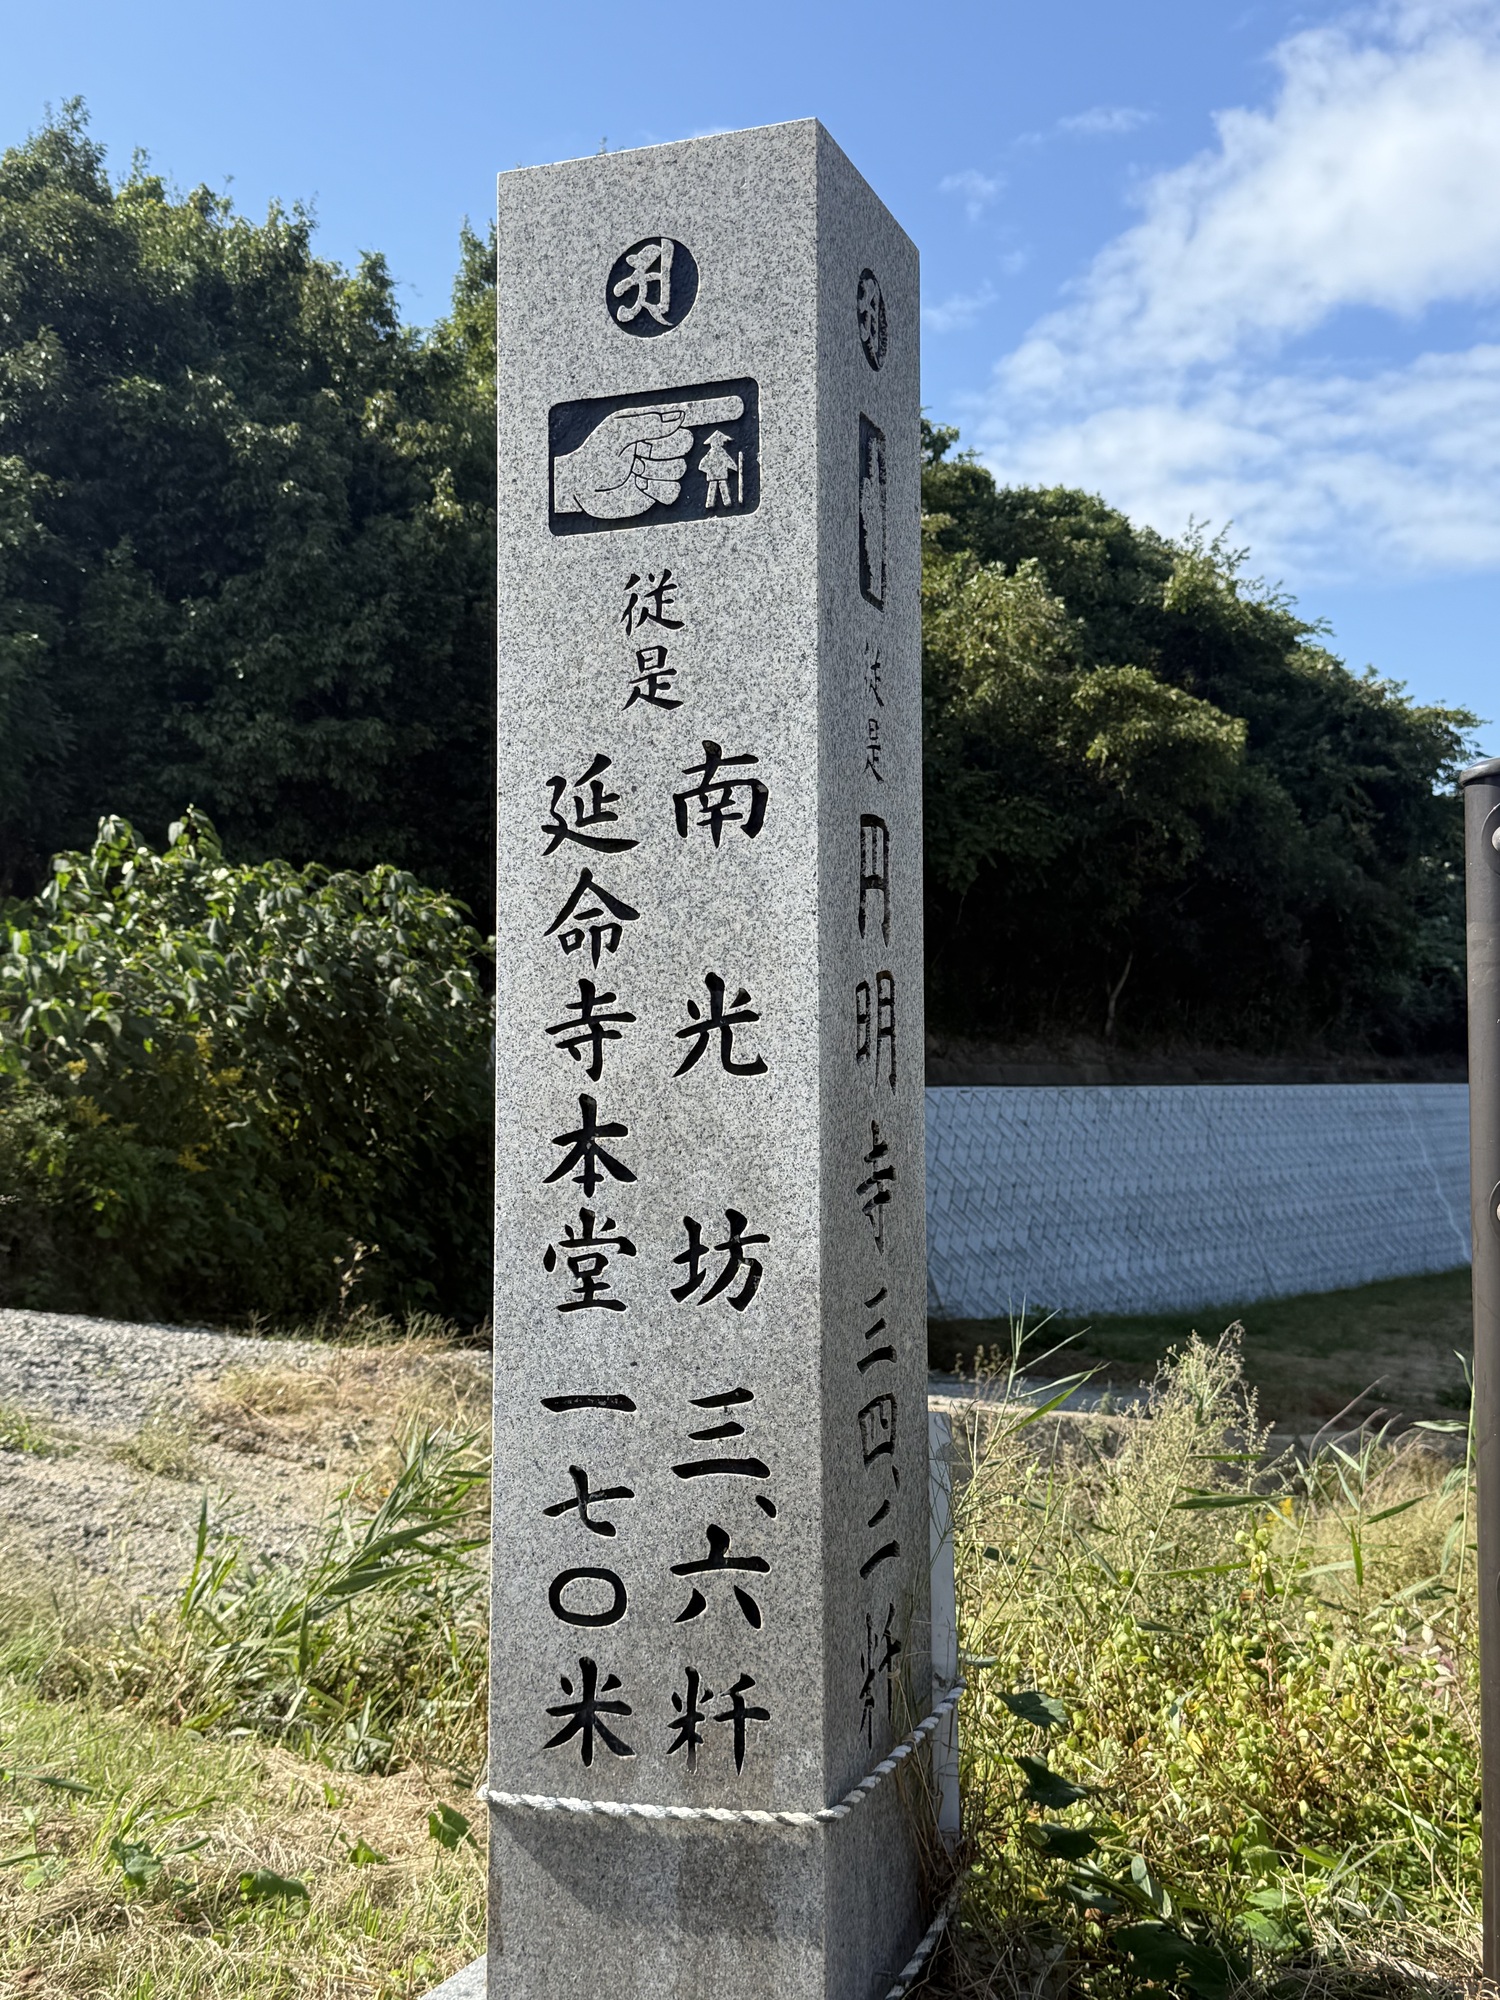 従是
南光坊 三、六粁
延命寺本堂 一七〇米
従是
円明寺 三四、二粁